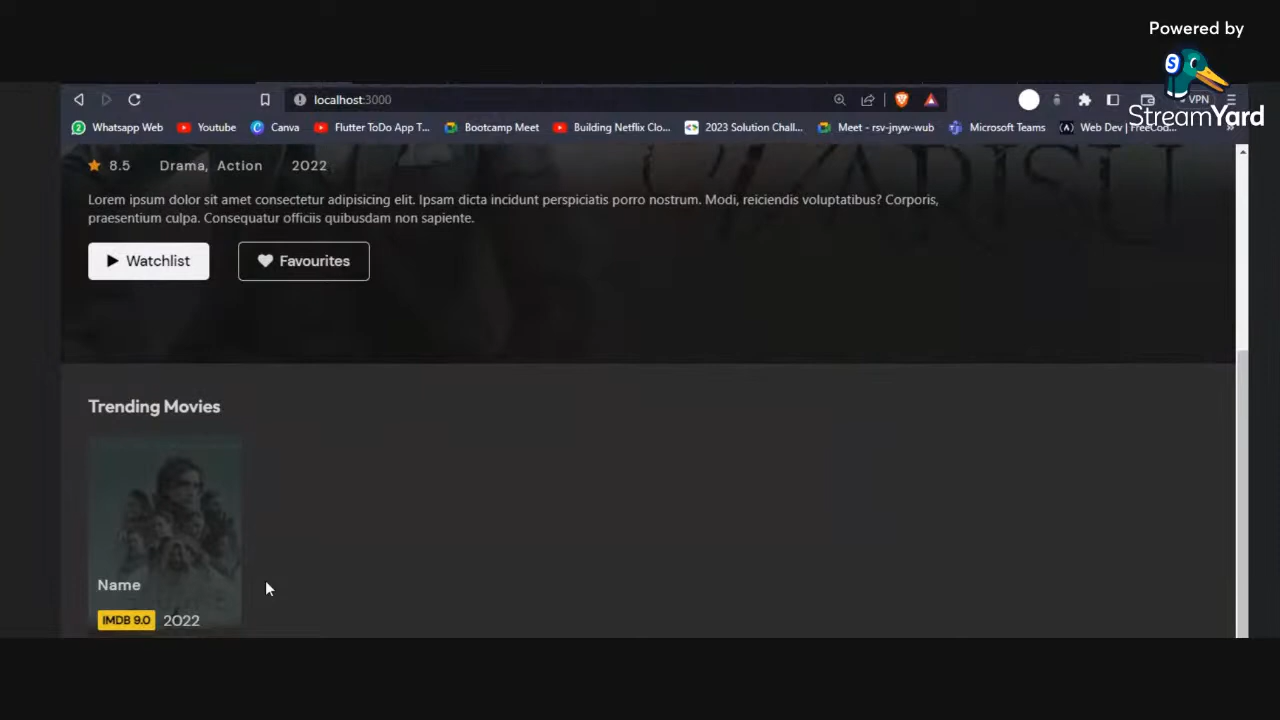 Powered by
StreamYard
localhost:3000
VPN
Whatsapp Web
Youtube
Canva
Flutter ToDo App T...
Bootcamp Meet
Building Netflix Clo...
2023 Solution Chall...
Meet - rsv-jnyw-wub
Microsoft Teams
Web Dev | FreeCod...
VARISU
8.5 Drama, Action 2022
Lorem ipsum dolor sit amet consectetur adipisicing elit. Ipsam dicta incidunt perspiciatis porro nostrum. Modi, reiciendis voluptatibus? Corporis,
praesentium culpa. Consequatur officiis quibusdam non sapiente.
Watchlist
Favourites
Trending Movies
Name
IMDB 9.0 2022